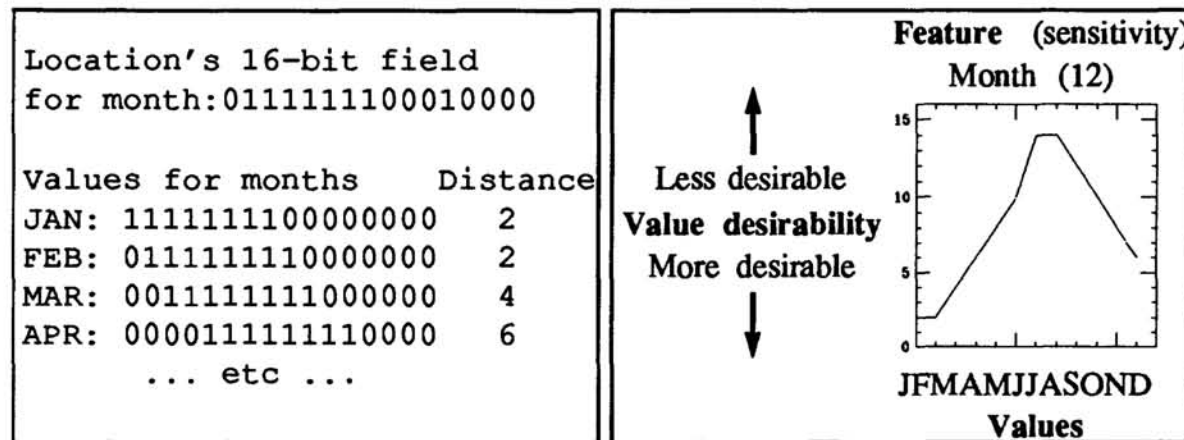 Location's 16-bit field
for month:0111111100010000
Values for months Distance
JAN: 1111111100000000 2
FEB: 0111111110000000 2
MAR: 0011111111000000 4
APR: 0000111111110000 6
... etc ...
Feature (sensitivity)
Month (12)
Less desirable
Value desirability
More desirable
15
10
5
0
JFMAMJJASOND
Values